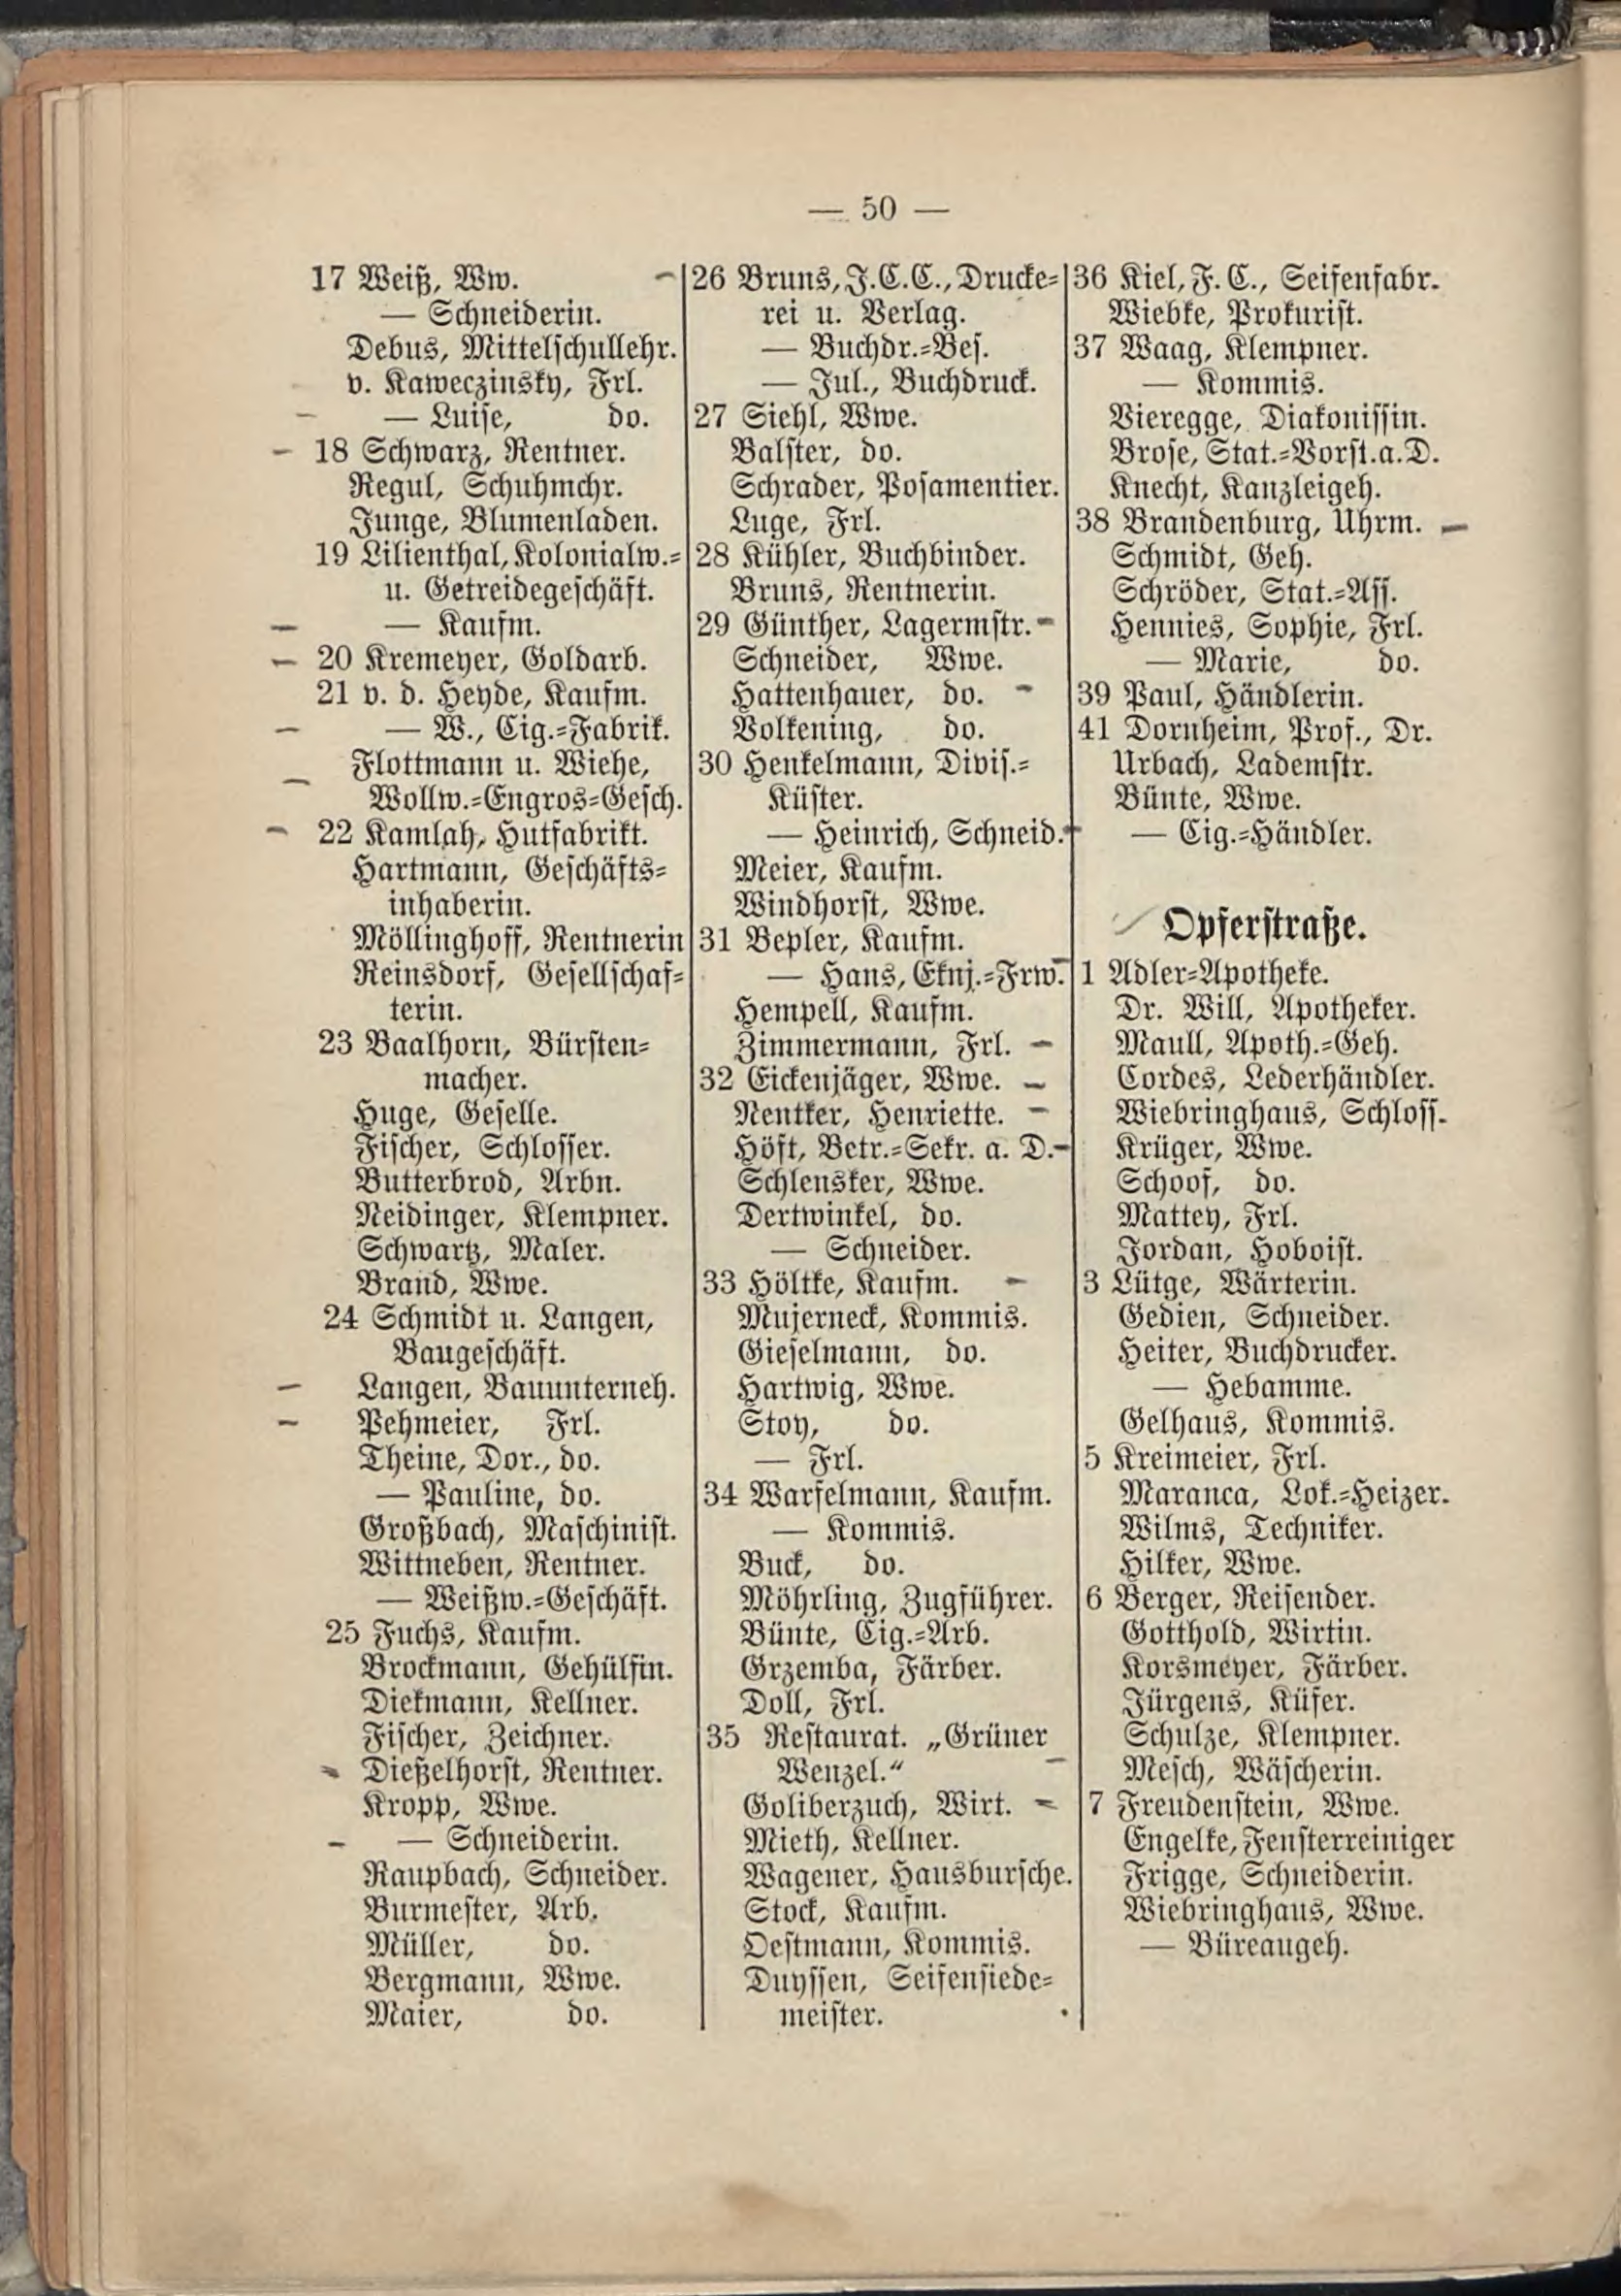 — 50 —
17 Weiß, Ww.
— Schneiderin.
Debus, Mittelschullehr.
v. Kaweczinsky, Frl.
— Luise, do.
18 Schwarz, Rentner.
Regul, Schuhmchr.
Junge, Blumenladen.
19 Lilienthal, Kolonialw.-
u. Getreidegeschäft.
— Kaufm.
20 Kremeyer, Goldarb.
21 v. d. Heyde, Kaufm.
— W., Cig.-Fabrik.
Flottmann u. Wiehe,
Wollw.-Engros-Gesch.
22 Kamlah, Hutfabrikt.
Hartmann, Geschäfts-
inhaberin.
Möllinghoff, Rentnerin
Reinsdorf, Gesellschaf-
terin.
23 Baalhorn, Bürsten-
macher.
Huge, Geselle.
Fischer, Schlosser.
Butterbrod, Arbn.
Neidinger, Klempner.
Schwartz, Maler.
Brand, Wwe.
24 Schmidt u. Langen,
Baugeschäft.
Langen, Bauunterneh.
Pehmeier, Frl.
Theine, Dor., do.
— Pauline, do.
Großbach, Maschinist.
Wittneben, Rentner.
— Weißw.-Geschäft.
25 Fuchs, Kaufm.
Brockmann, Gehülfin.
Diekmann, Kellner.
Fischer, Zeichner.
Dießelhorst, Rentner.
Kropp, Wwe.
— Schneiderin.
Raupbach, Schneider.
Burmester, Arb.
Müller, do.
Bergmann, Wwe.
Maier, do.
26 Bruns, J. C. C., Drucke-
rei u. Verlag.
— Buchdr.-Bes.
— Jul., Buchdruck.
27 Siehl, Wwe.
Balster, do.
Schrader, Posamentier.
Luge, Frl.
28 Kühler, Buchbinder.
Bruns, Rentnerin.
29 Günther, Lagermstr.
Schneider, Wwe.
Hattenhauer, do.
Volkening, do.
30 Henkelmann, Divis.-
Küster.
— Heinrich, Schneid.
Meier, Kaufm.
Windhorst, Wwe.
31 Bepler, Kaufm.
— Hans, Einj.-Frw.
Hempell, Kaufm.
Zimmermann, Frl.
32 Eickenjäger, Wwe.
Nentker, Henriette.
Höft, Betr.-Sekr. a. D.
Schlensker, Wwe.
Dertwinkel, do.
— Schneider.
33 Höltke, Kaufm.
Mujerneck, Kommis.
Gieselmann, do.
Hartwig, Wwe.
Stoy, do.
— Frl.
34 Warfelmann, Kaufm.
— Kommis.
Buck, do.
Möhrling, Zugführer.
Bünte, Cig.-Arb.
Grzemba, Färber.
Doll, Frl.
35 Restaurat. „Grüner
Wenzel.“
Goliberzuch, Wirt.
Mieth, Kellner.
Wagener, Hausbursche.
Stock, Kaufm.
Oestmann, Kommis.
Duyssen, Seifensiede-
meister.
36 Kiel, F. C., Seifenfabr.
Wiebke, Prokurist.
37 Waag, Klempner.
— Kommis.
Vieregge, Diakonissin.
Brose, Stat.-Vorst. a. D.
Knecht, Kanzleigeh.
38 Brandenburg, Uhrm.
Schmidt, Geh.
Schröder, Stat.-Ass.
Hennies, Sophie, Frl.
— Marie, do.
39 Paul, Händlerin.
41 Dornheim, Prof., Dr.
Urbach, Lademstr.
Bünte, Wwe.
— Cig.-Händler.
Opferstraße.
1 Adler-Apotheke.
Dr. Will, Apotheker.
Maull, Apoth.-Geh.
Cordes, Lederhändler.
Wiebringhaus, Schloss.
Krüger, Wwe.
Schoof, do.
Mattey, Frl.
Jordan, Hoboist.
3 Lütge, Wärterin.
Gedien, Schneider.
Heiter, Buchdrucker.
— Hebamme.
Gelhaus, Kommis.
5 Kreimeier, Frl.
Maranca, Lok.-Heizer.
Wilms, Techniker.
Hilker, Wwe.
6 Berger, Reisender.
Gotthold, Wirtin.
Korsmeyer, Färber.
Jürgens, Küfer.
Schulze, Klempner.
Mesch, Wäscherin.
7 Freudenstein, Wwe.
Engelke, Fensterreiniger
Frigge, Schneiderin.
Wiebringhaus, Wwe.
— Büreaugeh.